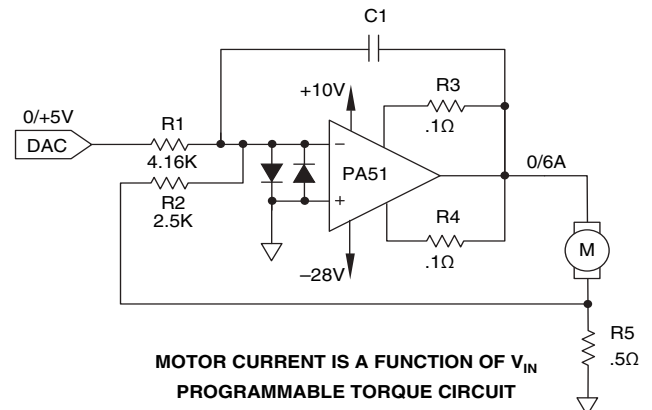 C1
+10V
R3
.1Ω
0/+5V
DAC
R1
4.16K
R2
2.5K
–
+
PA51
0/6A
R4
.1Ω
–28V
M
R5
.5Ω
MOTOR CURRENT IS A FUNCTION OF VIN
PROGRAMMABLE TORQUE CIRCUIT